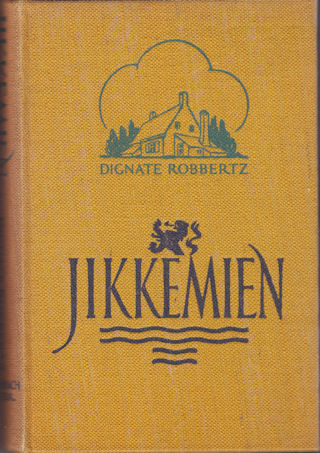 DIGNATE ROBBERTZ
JIKKEMIEN